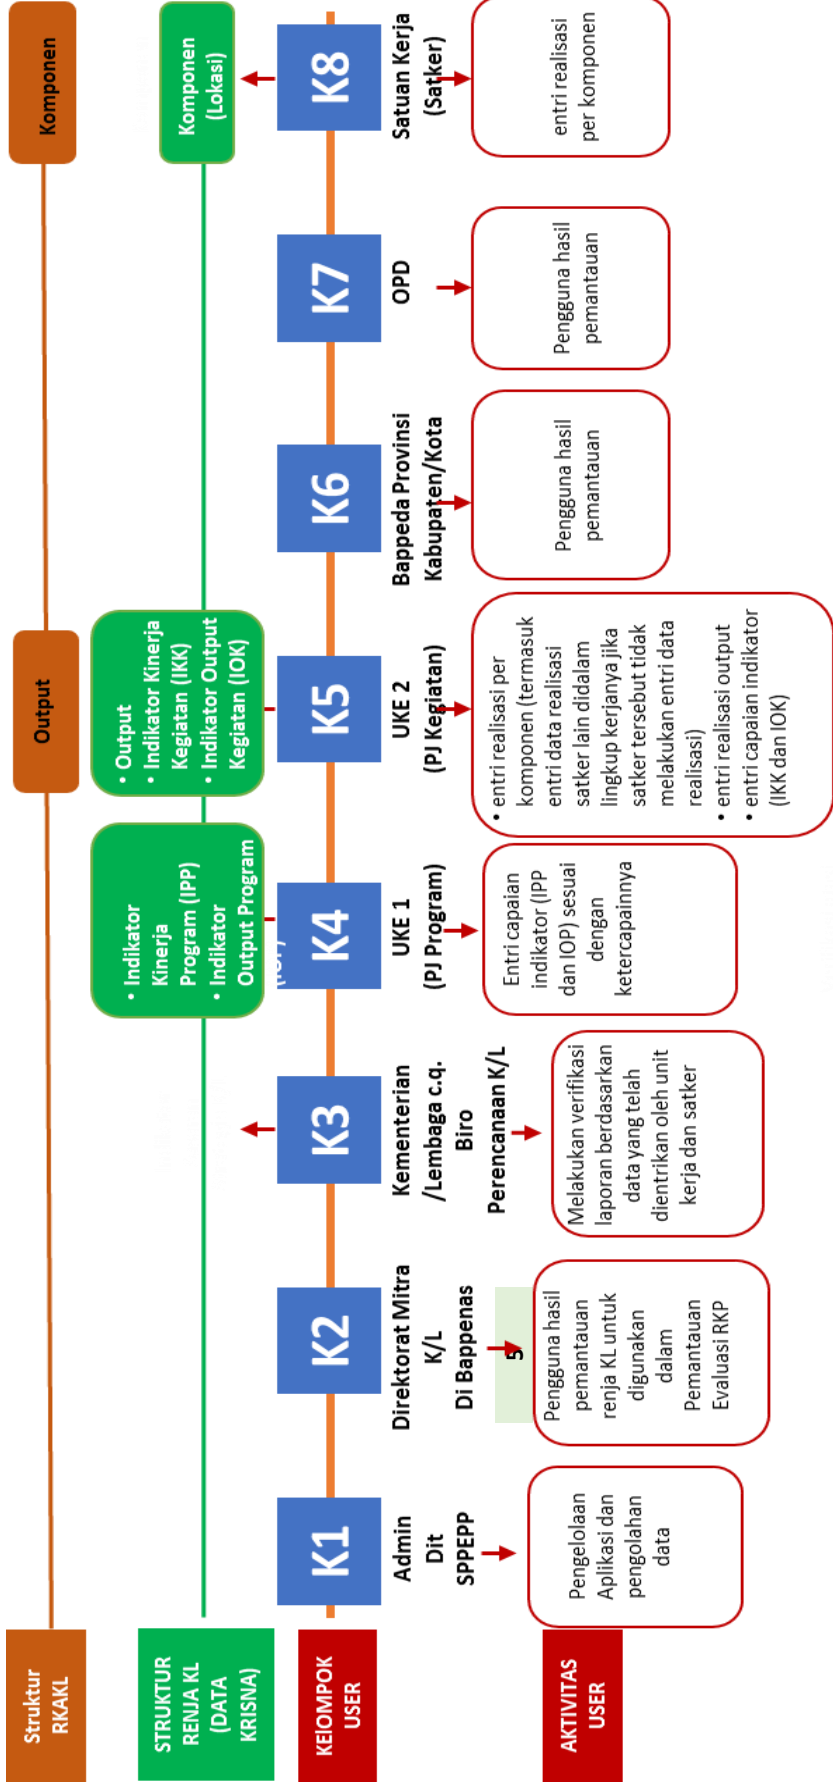 Struktur
RKAKL
Output
Komponen
STRUKTUR
RENJA KL
(DATA
KRISNA)
• Indikator
Kinerja
Program (IPP)
• Indikator
Output Program
(IOP)
• Output
• Indikator Kinerja
Kegiatan (IKK)
• Indikator Output
Kegiatan (IOK)
Komponen
(Lokasi)
KElOMPOK
USER
K1
K2
K3
K4
K5
K6
K7
K8
Admin
Dit
SPPEPP
Direktorat Mitra
K/L
Di Bappenas
Kementerian
/Lembaga c.q.
Biro
Perencanaan K/L
UKE 1
(PJ Program)
UKE 2
(PJ Kegiatan)
Bappeda Provinsi
Kabupaten/Kota
OPD
Satuan Kerja
(Satker)
AKTIVITAS
USER
Pengelolaan
Aplikasi dan
pengolahan
data
5
Pengguna hasil
pemantauan
renja KL untuk
digunakan
dalam
Pemantauan
Evaluasi RKP
Melakukan verifikasi
laporan berdasarkan
data yang telah
dientrikan oleh unit
kerja dan satker
Entri capaian
indikator (IPP
dan IOP) sesuai
dengan
ketercapainnya
• entri realisasi per
komponen (termasuk
entri data realisasi
satker lain didalam
lingkup kerjanya jika
satker tersebut tidak
melakukan entri data
realisasi)
• entri realisasi output
• entri capaian indikator
(IKK dan IOK)
Pengguna hasil
pemantauan
Pengguna hasil
pemantauan
entri realisasi
per komponen